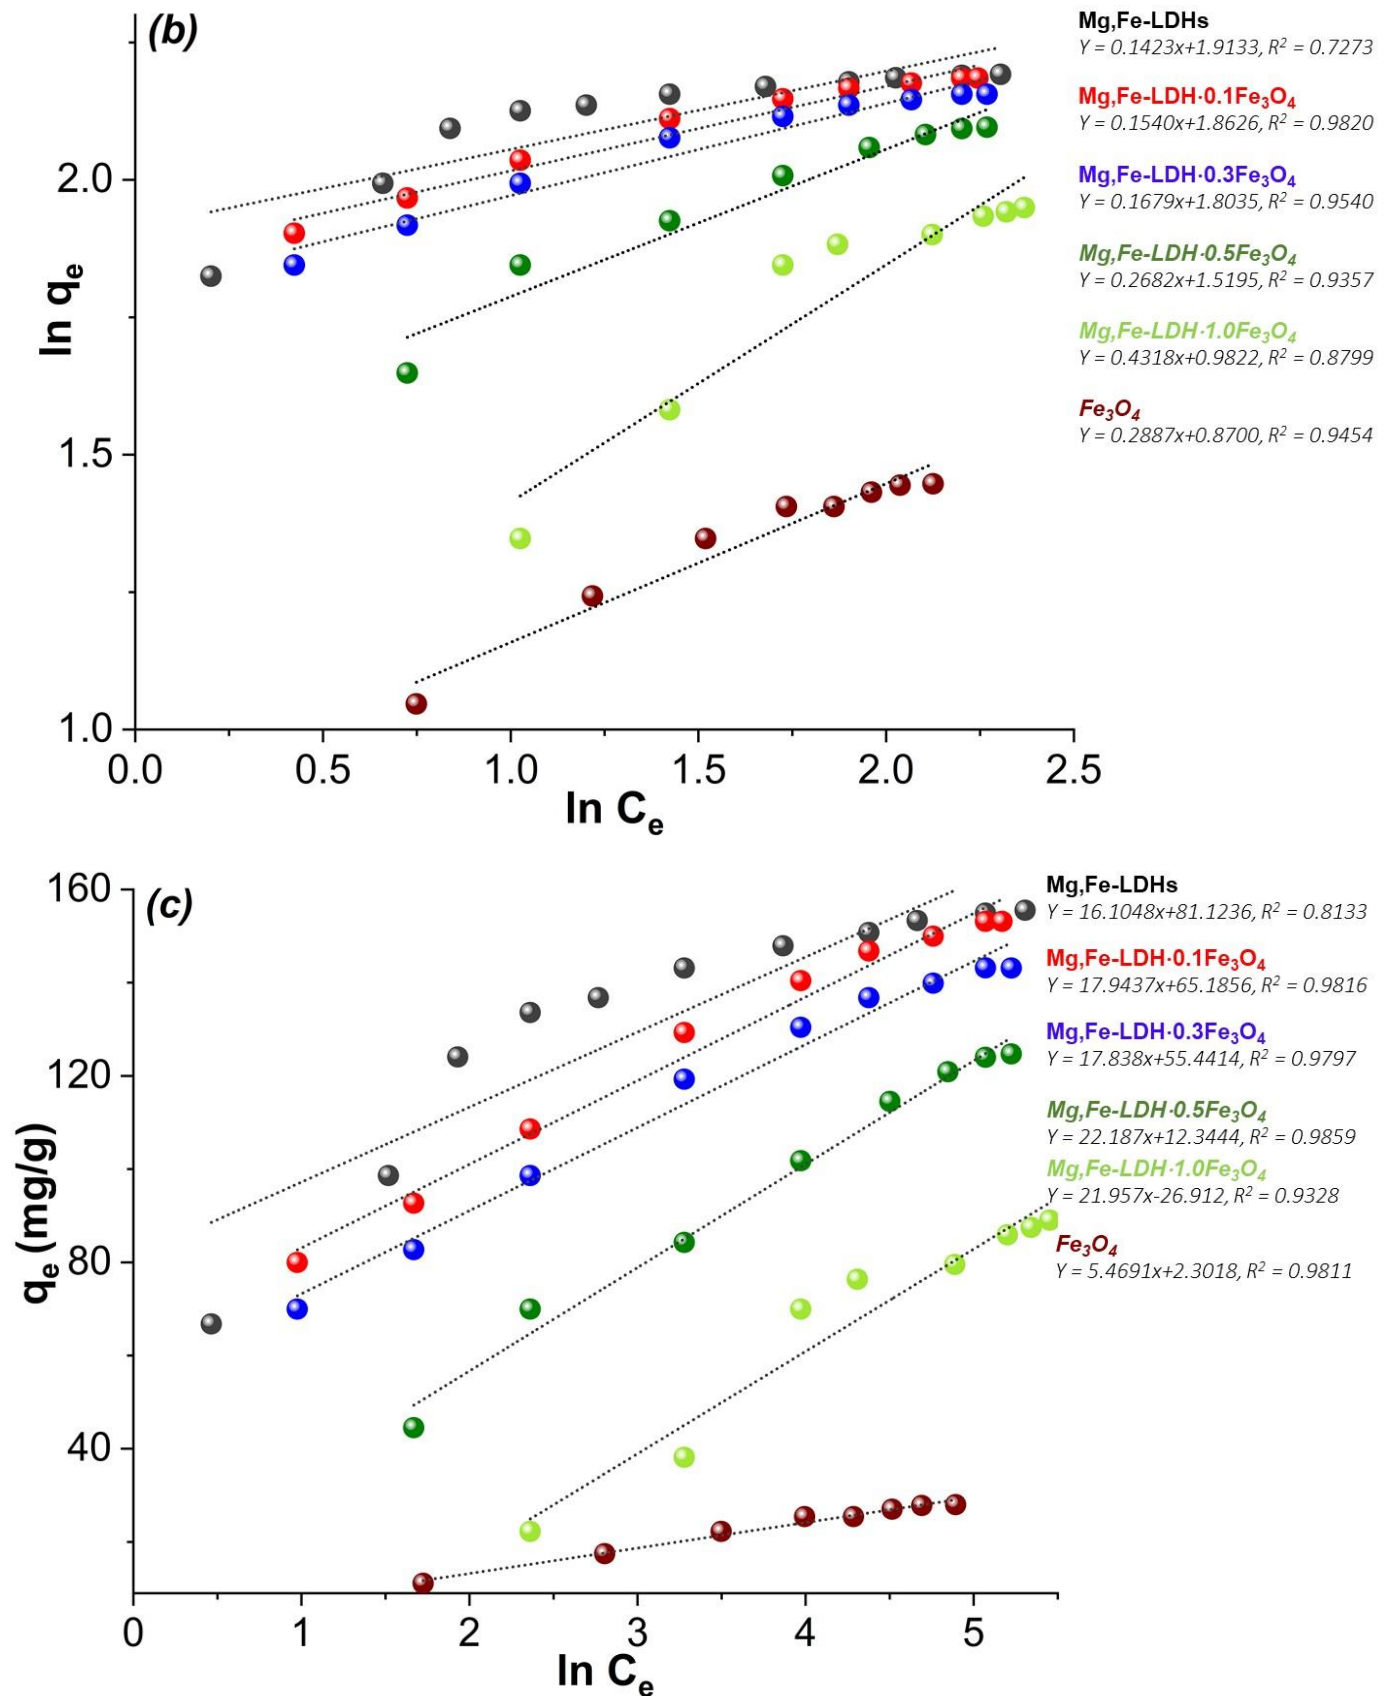 (b)
Mg,Fe-LDHs
Y = 0.1423x+1.9133, R² = 0.7273
Mg,Fe-LDH·0.1Fe₃O₄
Y = 0.1540x+1.8626, R² = 0.9820
Mg,Fe-LDH·0.3Fe₃O₄
Y = 0.1679x+1.8035, R² = 0.9540
Mg,Fe-LDH·0.5Fe₃O₄
Y = 0.2682x+1.5195, R² = 0.9357
Mg,Fe-LDH·1.0Fe₃O₄
Y = 0.4318x+0.9822, R² = 0.8799
Fe₃O₄
Y = 0.2887x+0.8700, R² = 0.9454
ln qₑ
2.0
1.5
1.0
0.0 0.5 1.0 1.5 2.0 2.5
ln Cₑ
(c)
Mg,Fe-LDHs
Y = 16.1048x+81.1236, R² = 0.8133
Mg,Fe-LDH·0.1Fe₃O₄
Y = 17.9437x+65.1856, R² = 0.9816
Mg,Fe-LDH·0.3Fe₃O₄
Y = 17.838x+55.4414, R² = 0.9797
Mg,Fe-LDH·0.5Fe₃O₄
Y = 22.187x+12.3444, R² = 0.9859
Mg,Fe-LDH·1.0Fe₃O₄
Y = 21.957x-26.912, R² = 0.9328
Fe₃O₄
Y = 5.4691x+2.3018, R² = 0.9811
qₑ (mg/g)
160
120
80
40
0 1 2 3 4 5
ln Cₑ